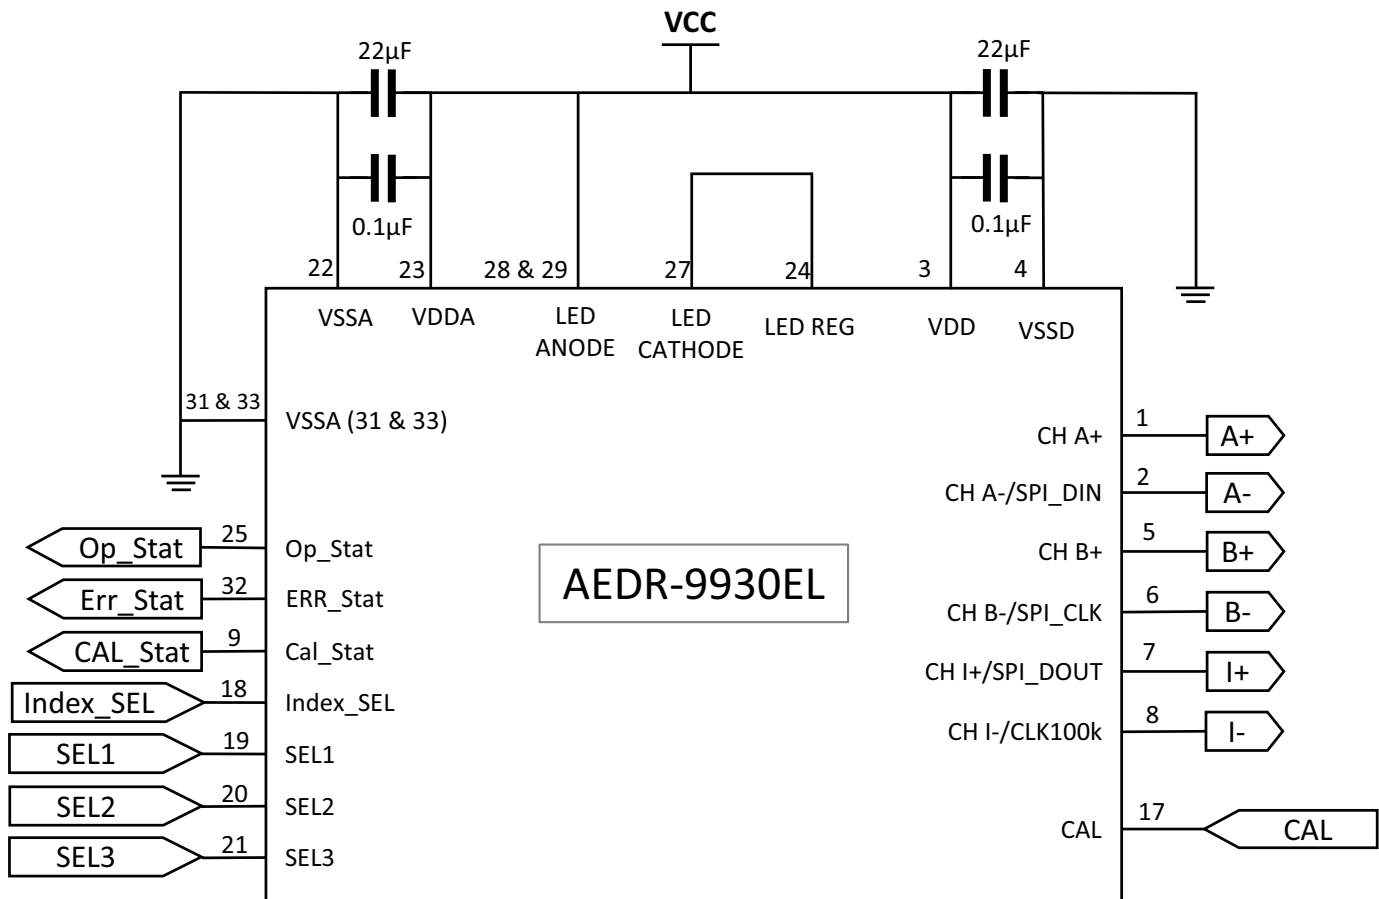 VCC
22µF
22µF
0.1µF
0.1µF
22
23
28 & 29
27
24
3
4
VSSA
VDDA
LED
ANODE
LED
CATHODE
LED REG
VDD
VSSD
31 & 33
VSSA (31 & 33)
CH A+
1
A+
CH A-/SPI_DIN
2
A-
Op_Stat
25
Op_Stat
CH B+
5
B+
Err_Stat
32
ERR_Stat
AEDR-9930EL
CH B-/SPI_CLK
6
B-
CAL_Stat
9
Cal_Stat
CH I+/SPI_DOUT
7
I+
Index_SEL
18
Index_SEL
CH I-/CLK100k
8
I-
SEL1
19
SEL1
SEL2
20
SEL2
CAL
17
CAL
SEL3
21
SEL3